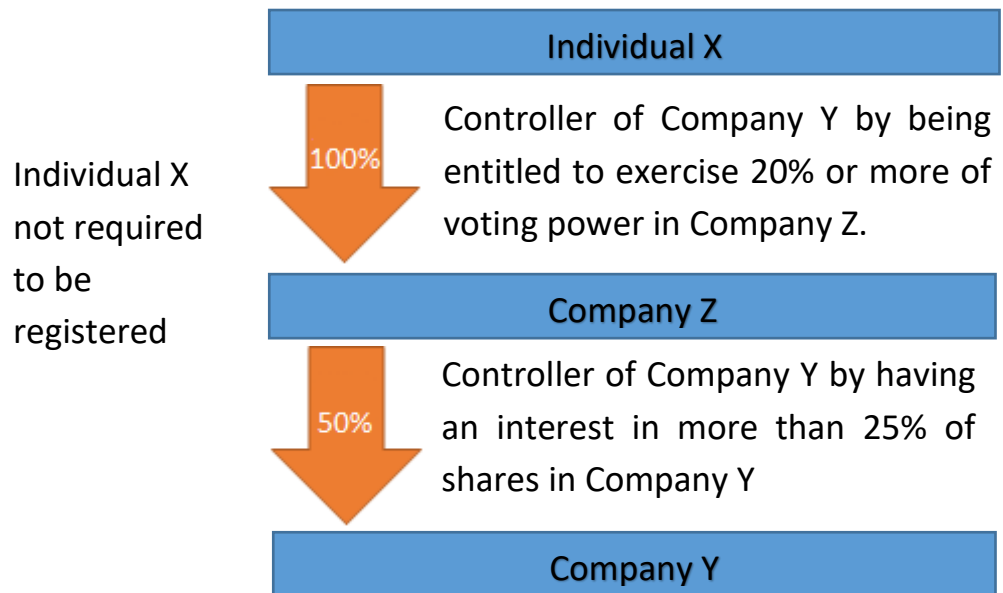 Individual X
100%
Controller of Company Y by being
entitled to exercise 20% or more of
voting power in Company Z.
Individual X
not required
to be
registered
Company Z
50%
Controller of Company Y by having
an interest in more than 25% of
shares in Company Y
Company Y